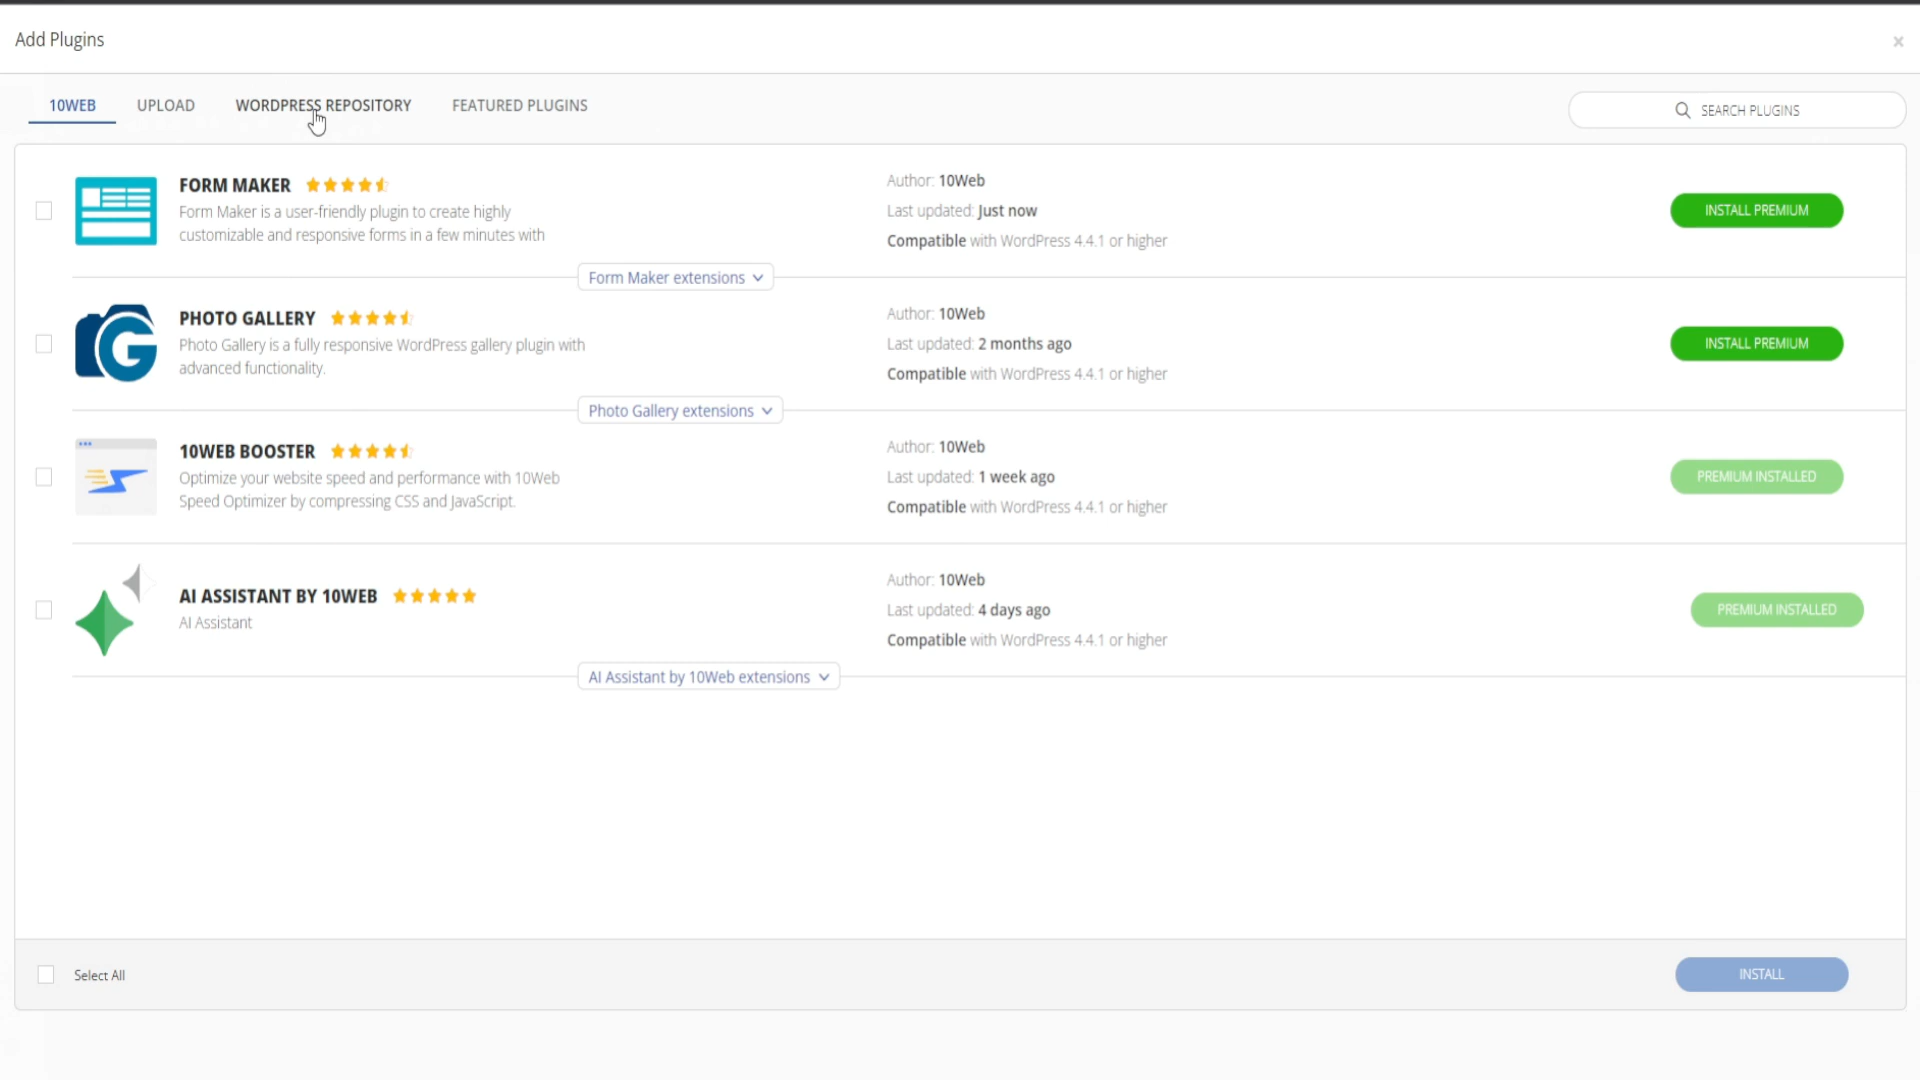 Add Plugins
×
10WEB
UPLOAD
WORDPRESS REPOSITORY
FEATURED PLUGINS
SEARCH PLUGINS
FORM MAKER
Form Maker is a user-friendly plugin to create highly
customizable and responsive forms in a few minutes with
Author: 10Web
Last updated: Just now
Compatible with WordPress 4.4.1 or higher
INSTALL PREMIUM
Form Maker extensions
G
PHOTO GALLERY
Photo Gallery is a fully responsive WordPress gallery plugin with
advanced functionality.
Author: 10Web
Last updated: 2 months ago
Compatible with WordPress 4.4.1 or higher
INSTALL PREMIUM
Photo Gallery extensions
10WEB BOOSTER
Optimize your website speed and performance with 10Web
Speed Optimizer by compressing CSS and JavaScript.
Author: 10Web
Last updated: 1 week ago
Compatible with WordPress 4.4.1 or higher
PREMIUM INSTALLED
AI ASSISTANT BY 10WEB
AI Assistant
Author: 10Web
Last updated: 4 days ago
Compatible with WordPress 4.4.1 or higher
PREMIUM INSTALLED
AI Assistant by 10Web extensions
Select All
INSTALL